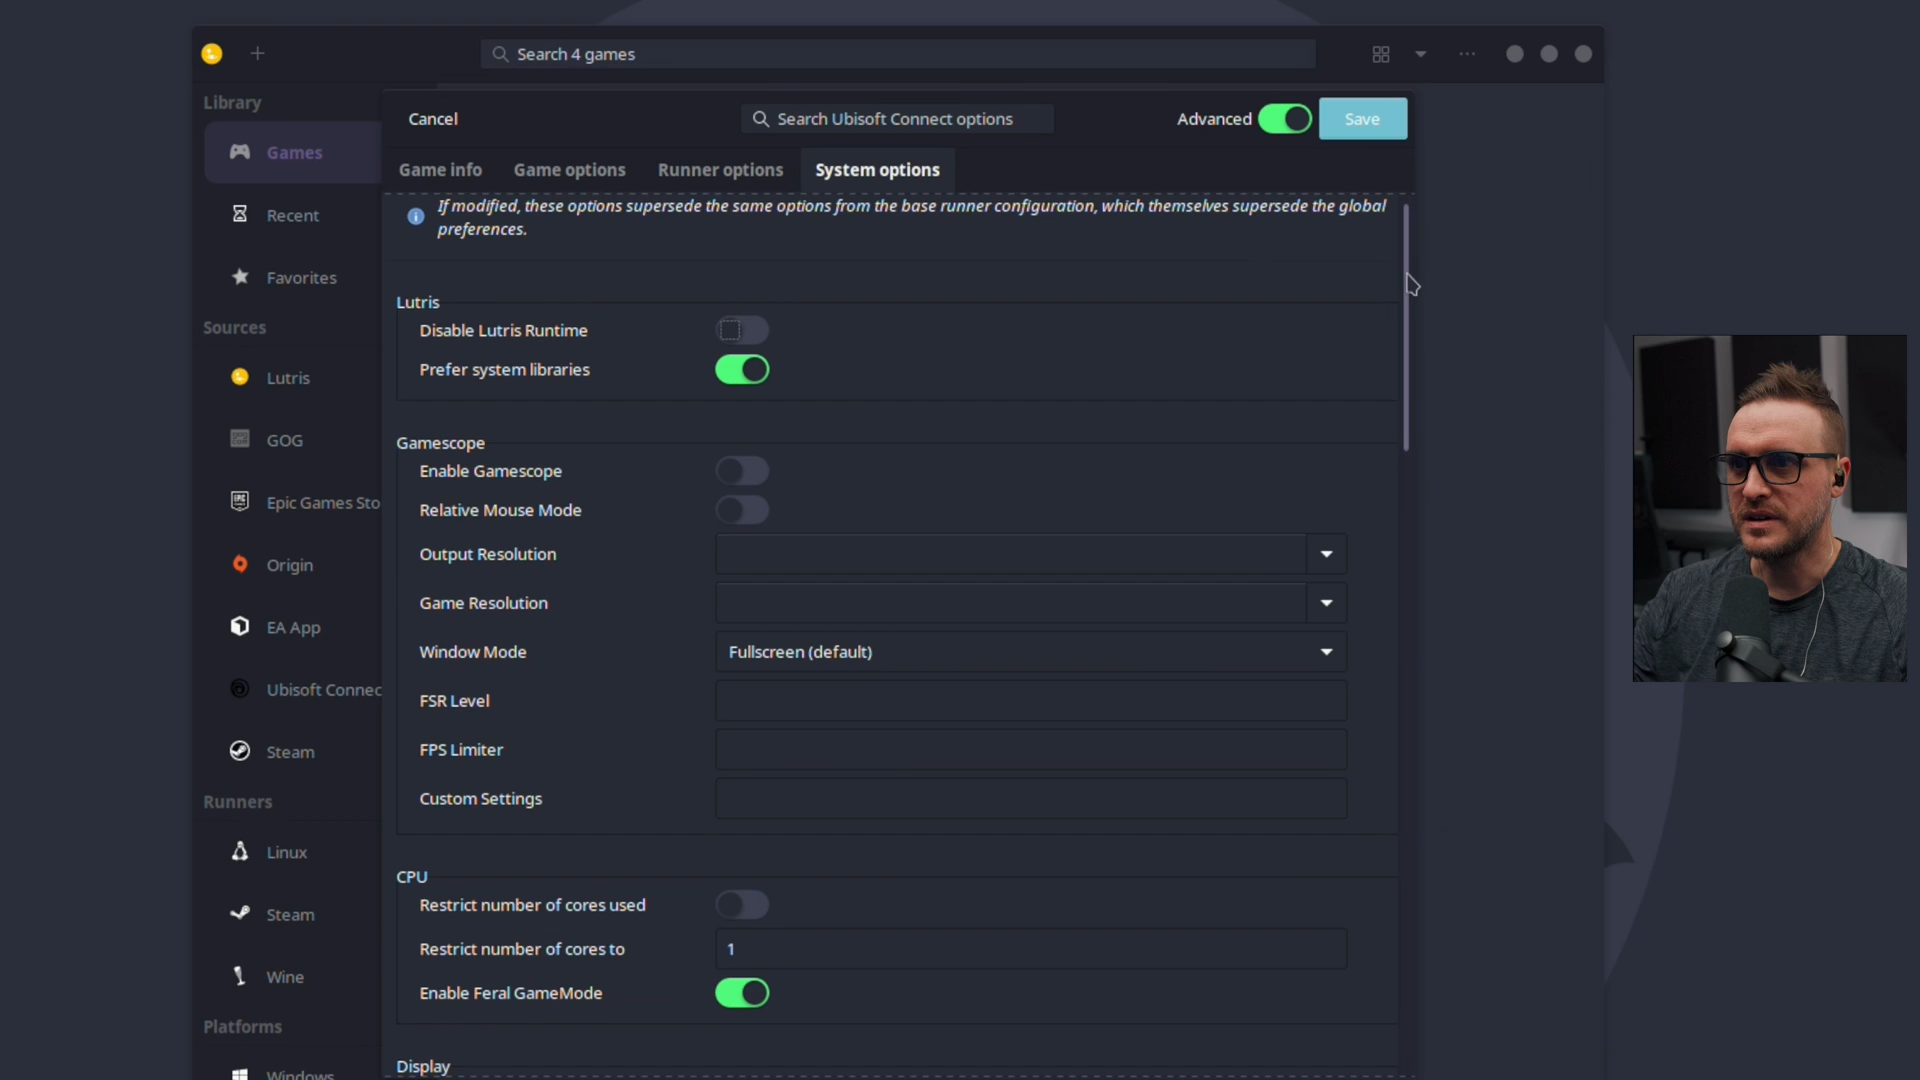 Search 4 games
Library
Games
Recent
Favorites
Sources
Lutris
GOG
Epic Games Sto
Origin
EA App
Ubisoft Connec
Steam
Runners
Linux
Steam
Wine
Platforms
Windows
Cancel
Search Ubisoft Connect options
Advanced
Save
Game info
Game options
Runner options
System options
If modified, these options supersede the same options from the base runner configuration, which themselves supersede the global
preferences.
Lutris
Disable Lutris Runtime
Prefer system libraries
Gamescope
Enable Gamescope
Relative Mouse Mode
Output Resolution
Game Resolution
Window Mode
Fullscreen (default)
FSR Level
FPS Limiter
Custom Settings
CPU
Restrict number of cores used
Restrict number of cores to
1
Enable Feral GameMode
Display